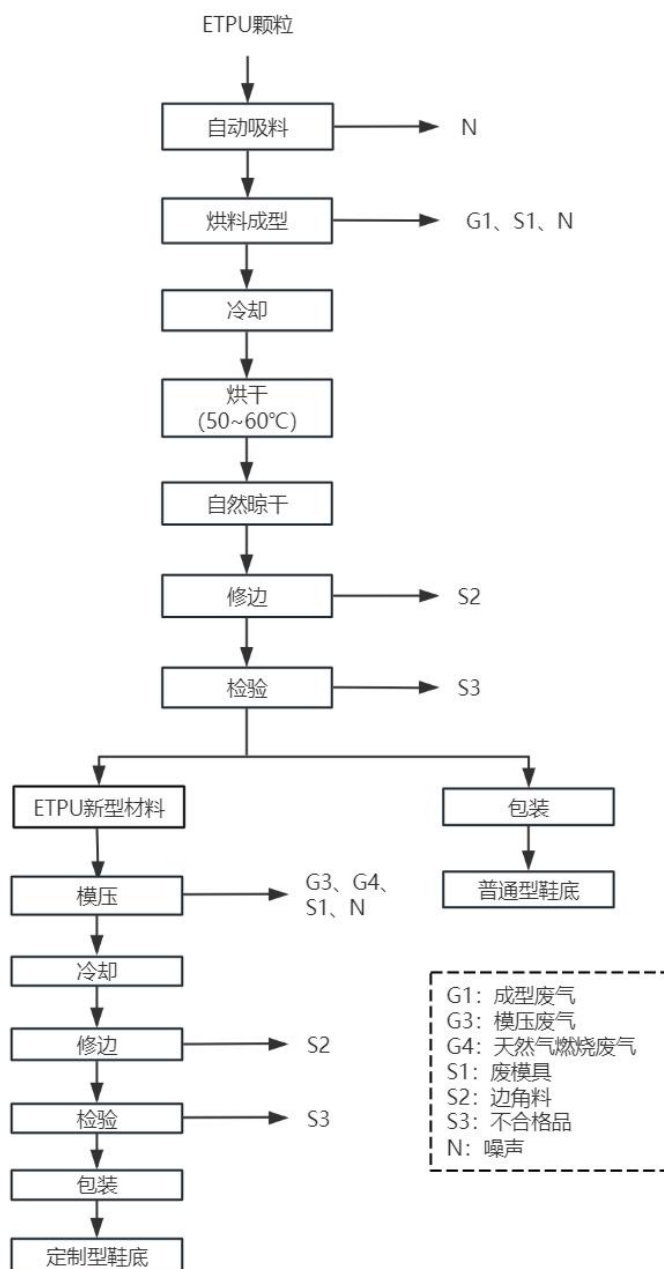 ETPU颗粒
自动吸料
N
烘料成型
G1、S1、N
冷却
烘干
(50~60℃)
自然晾干
修边
S2
检验
S3
ETPU新型材料
包装
模压
G3、G4、
S1、N
普通型鞋底
冷却
修边
S2
检验
S3
包装
定制型鞋底
G1：成型废气
G3：模压废气
G4：天然气燃烧废气
S1：废模具
S2：边角料
S3：不合格品
N：噪声